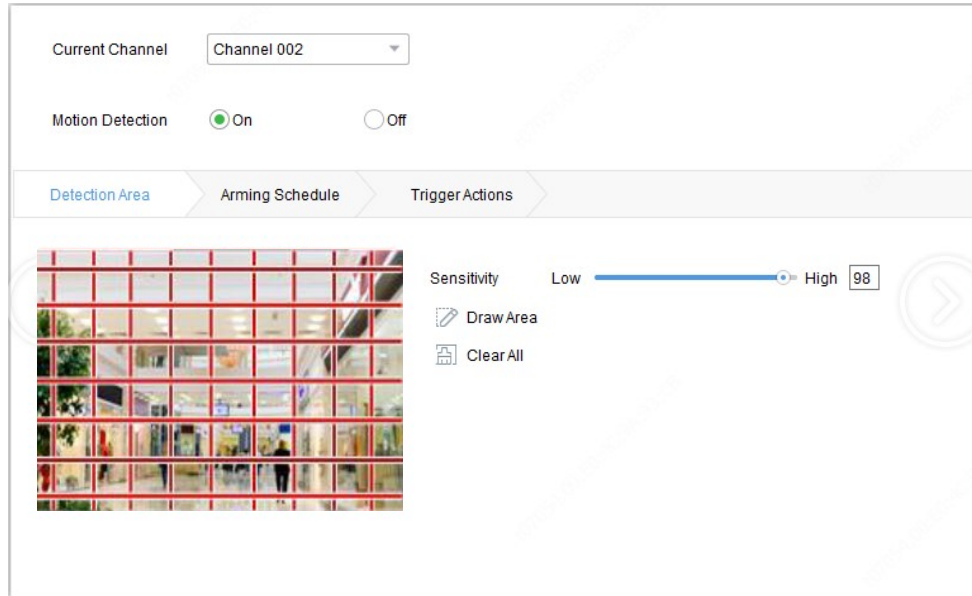 Current Channel Channel 002
Motion Detection On Off
Detection Area Arming Schedule Trigger Actions
Sensitivity Low High 98
Draw Area
Clear All